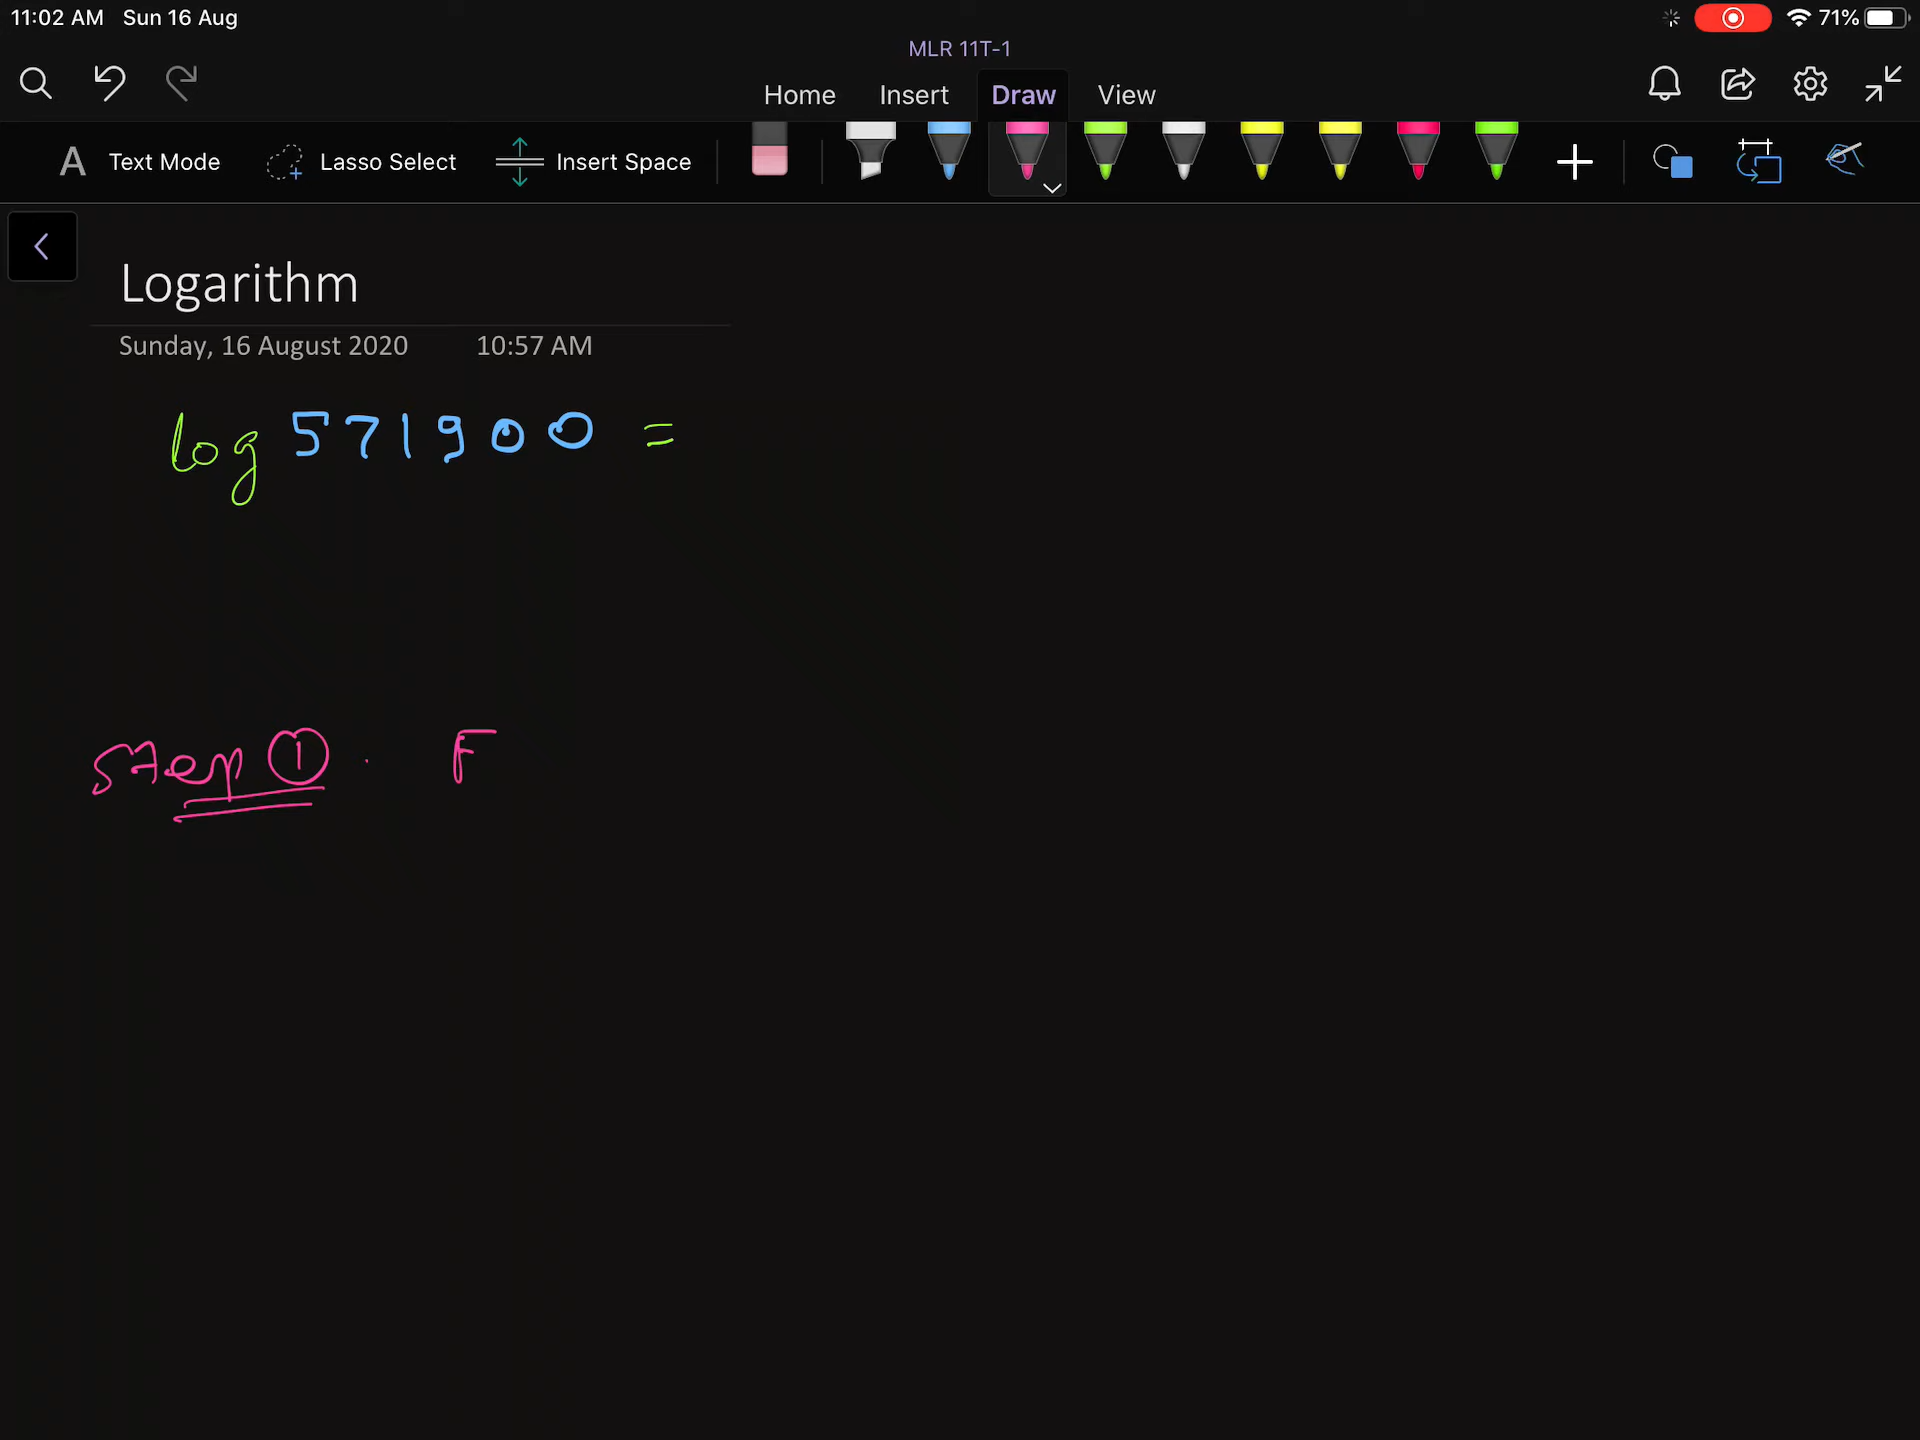 11:02 AM Sun 16 Aug 71%
MLR 11T-1
Home Insert Draw View
A Text Mode Lasso Select Insert Space
Logarithm
Sunday, 16 August 2020 10:57 AM
log 571900 =
Step 1 . F